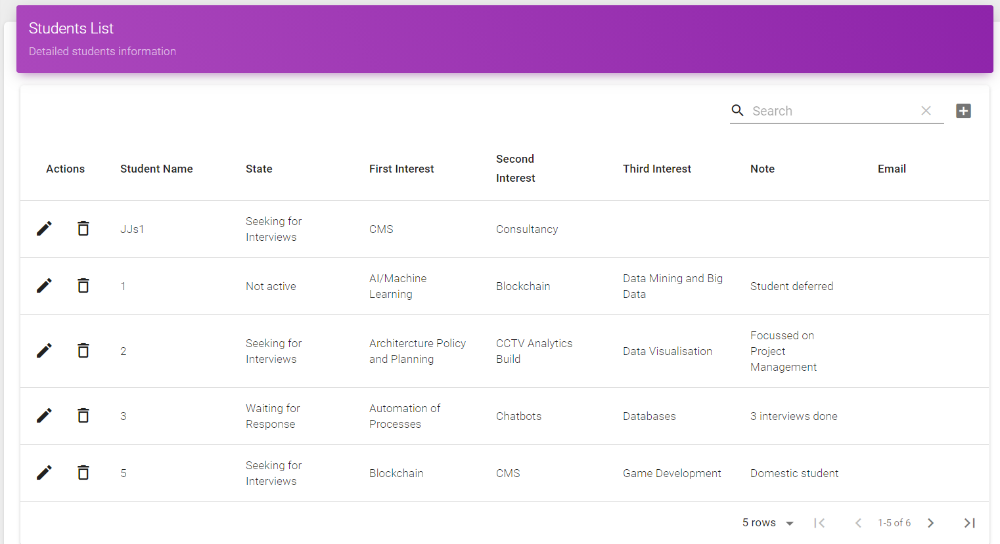 Students List
Detailed students information
Search
Actions Student Name State First Interest Second Interest Third Interest Note Email
JJs1 Seeking for Interviews CMS Consultancy
1 Not active AI/Machine Learning Blockchain Data Mining and Big Data Student deferred
2 Seeking for Interviews Architercture Policy and Planning CCTV Analytics Build Data Visualisation Focussed on Project Management
3 Waiting for Response Automation of Processes Chatbots Databases 3 interviews done
5 Seeking for Interviews Blockchain CMS Game Development Domestic student
5 rows 1-5 of 6